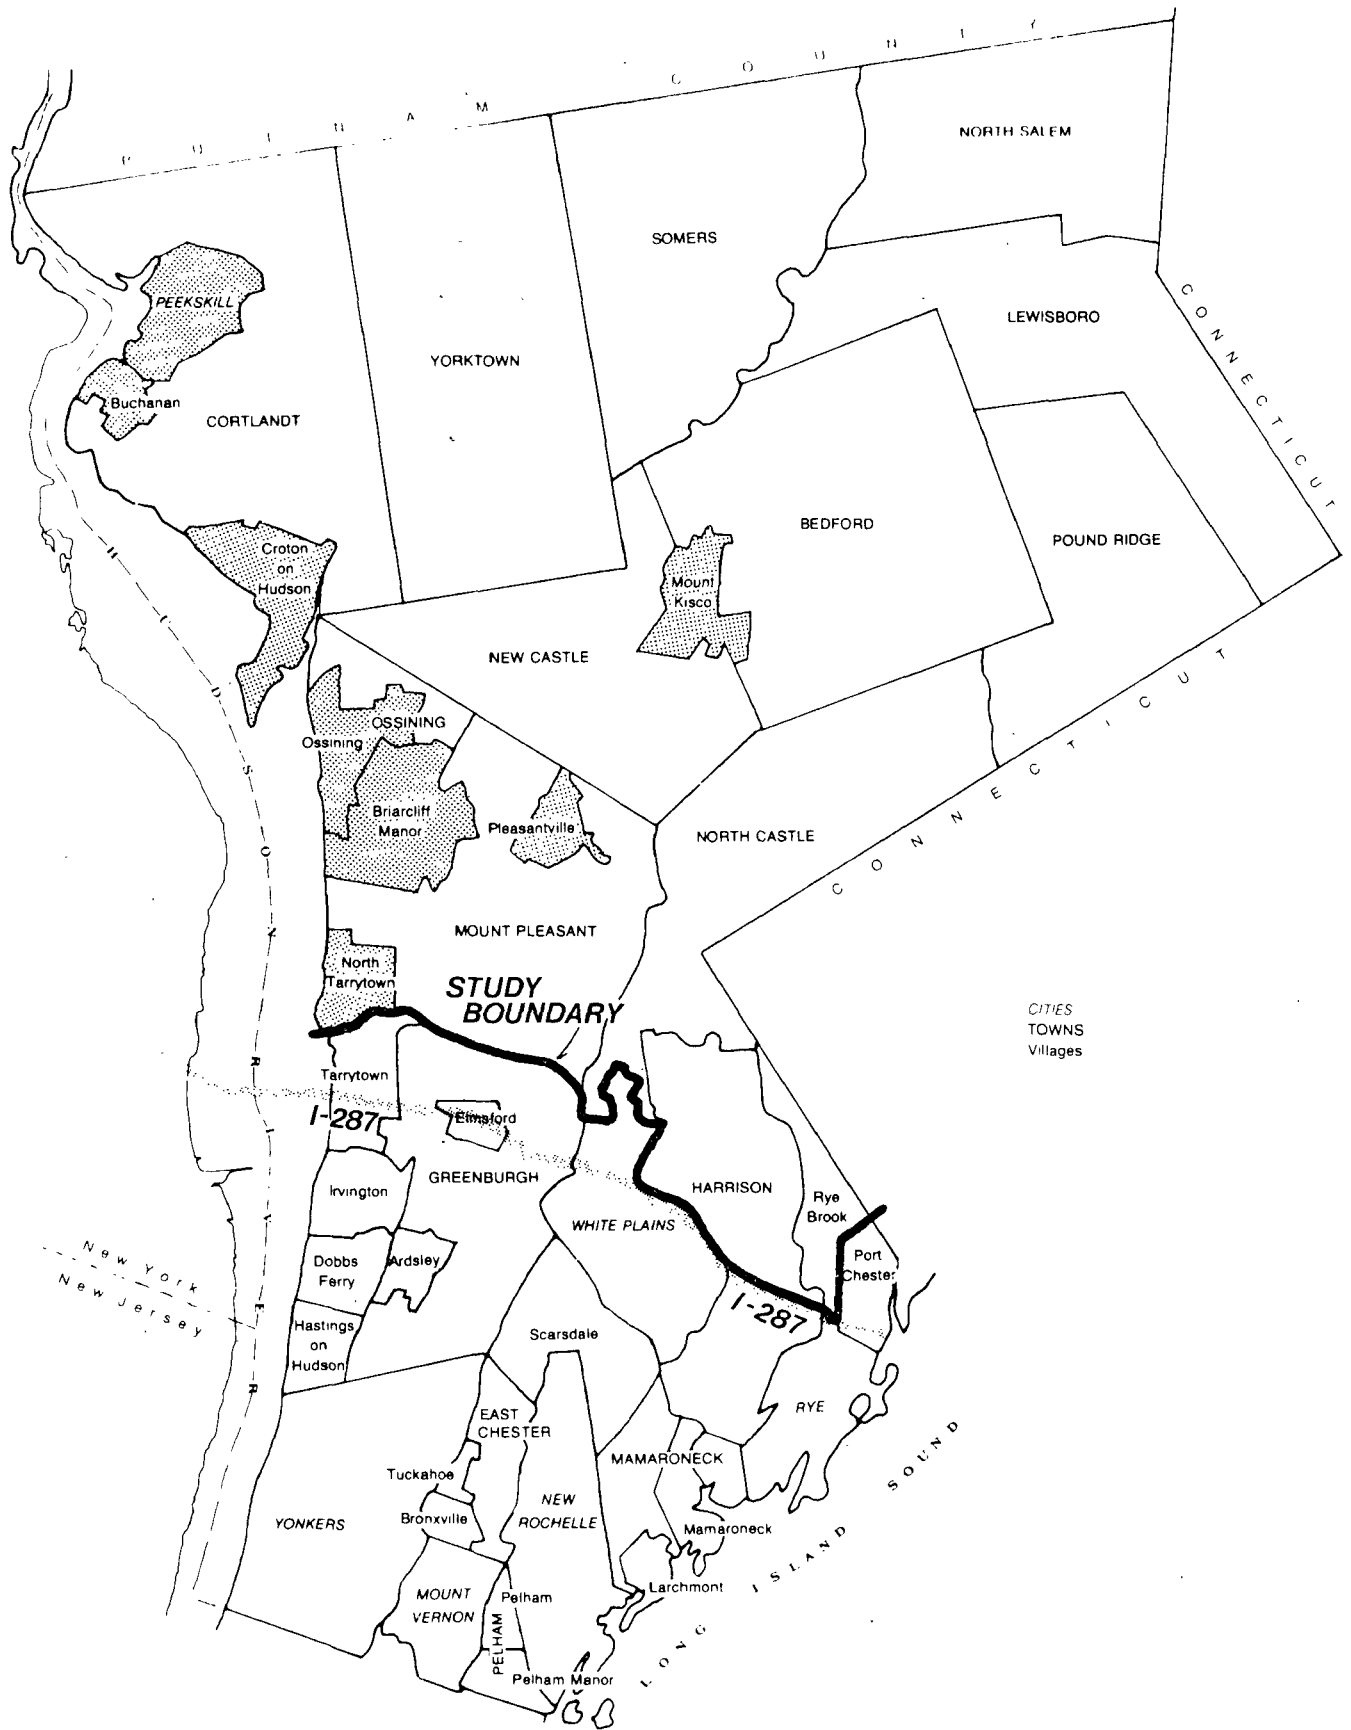 PUTNAM COUNTY
NORTH SALEM
SOMERS
PEEKSKILL
LEWISBORO
CONNECTICUT
YORKTOWN
Buchanan
CORTLANDT
BEDFORD
POUND RIDGE
Croton
on
Hudson
Mount
Kisco
NEW CASTLE
CONNECTICUT
HUDSON RIVER
OSSINING
Ossining
Briarcliff
Manor
Pleasantville
NORTH CASTLE
MOUNT PLEASANT
North
Tarrytown
STUDY
BOUNDARY
CITIES
TOWNS
Villages
Tarrytown
I-287
Elmsford
GREENBURGH
HARRISON
Irvington
Rye
Brook
WHITE PLAINS
New York
New Jersey
Dobbs
Ferry
Ardsley
Port
Chester
I-287
Hastings
on
Hudson
Scarsdale
RYE
EAST
CHESTER
MAMARONECK
Tuckahoe
NEW
ROCHELLE
Bronxville
YONKERS
Mamaroneck
LONG ISLAND SOUND
Larchmont
MOUNT
VERNON
Pelham
PELHAM
Pelham Manor